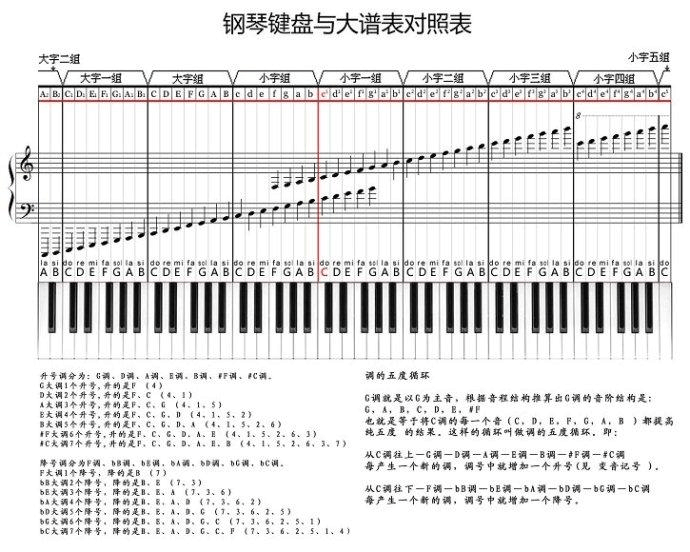 钢琴键盘与大谱表对照表
大字二组 小字五组
大字一组 大字组 小字组 小字一组 小字二组 小字三组 小字四组
A₂ B₂ C₁ D₁ E₁ F₁ G₁ A₁ B₁ C D E F G A B c d e f g a b c¹ d¹ e¹ f¹ g¹ a¹ b¹ c² d² e² f² g² a² b² c³ d³ e³ f³ g³ a³ b³ c⁴ d⁴ e⁴ f⁴ g⁴ a⁴ b⁴ c⁵
8
la si do re mi fa sol la si do re mi fa sol la si do re mi fa sol la si do re mi fa sol la si do re mi fa sol la si do re mi fa sol la si do re mi fa sol la si do
A B C D E F G A B C D E F G A B C D E F G A B C D E F G A B C D E F G A B C D E F G A B C D E F G A B C
升号调分为: G调、D调、A调、E调、B调、#F调、#C调。
G大调1个升号,升的是F (4)
D大调2个升号,升的是F、C (4、1)
A大调3个升号,升的是F、C、G (4、1、5)
E大调4个升号,升的是F、C、G、D (4、1、5、2)
B大调5个升号,升的是F、C、G、D、A (4、1、5、2、6)
#F大调6个升号,升的是F、C、G、D、A、E (4、1、5、2、6、3)
#C大调7个升号,升的是F、C、G、D、A、E、B (4、1、5、2、6、3、7)
降号调分为F调、bB调、bE调、bA调、bD调、bG调、bC调。
F大调1个降号,降的是B (7)
bB大调2个降号,降的是B、E (7、3)
bE大调3个降号,降的是B、E、A (7、3、6)
bA大调4个降号,降的是B、E、A、D (7、3、6、2)
bD大调5个降号,降的是B、E、A、D、G (7、3、6、2、5)
bG大调6个降号,降的是B、E、A、D、G、C (7、3、6、2、5、1)
bC大调7个降号,降的是B、E、A、D、G、C、F (7、3、6、2、5、1、4)
调的五度循环
G调就是以G为主音，根据音程结构推算出G调的音阶结构是:
G, A, B, C, D, E, #F
也就是等于将C调的每一个音 (C, D, E, F, G, A, B ) 都提高
纯五度 的结果。这样的循环叫做调的五度循环。即:
从C调往上—G调—D调—A调—E调—B调—#F调—#C调
每产生一个新的调，调号中就增加一个升号(见 变音记号 )。
从C调往下—F调—bB调—bE调—bA调—bD调—bG调—bC调
每产生一个新的调，调号中就增加一个降号。